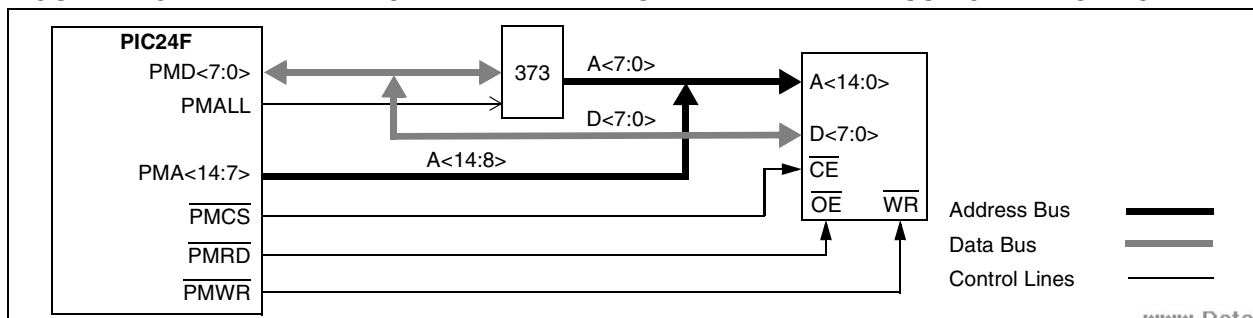 PIC24F
PMD<7:0>
PMALL
PMA<14:7>
PMCS
PMRD
PMWR
373
A<7:0>
D<7:0>
A<14:8>
A<14:0>
D<7:0>
CE
OE WR
Address Bus
Data Bus
Control Lines